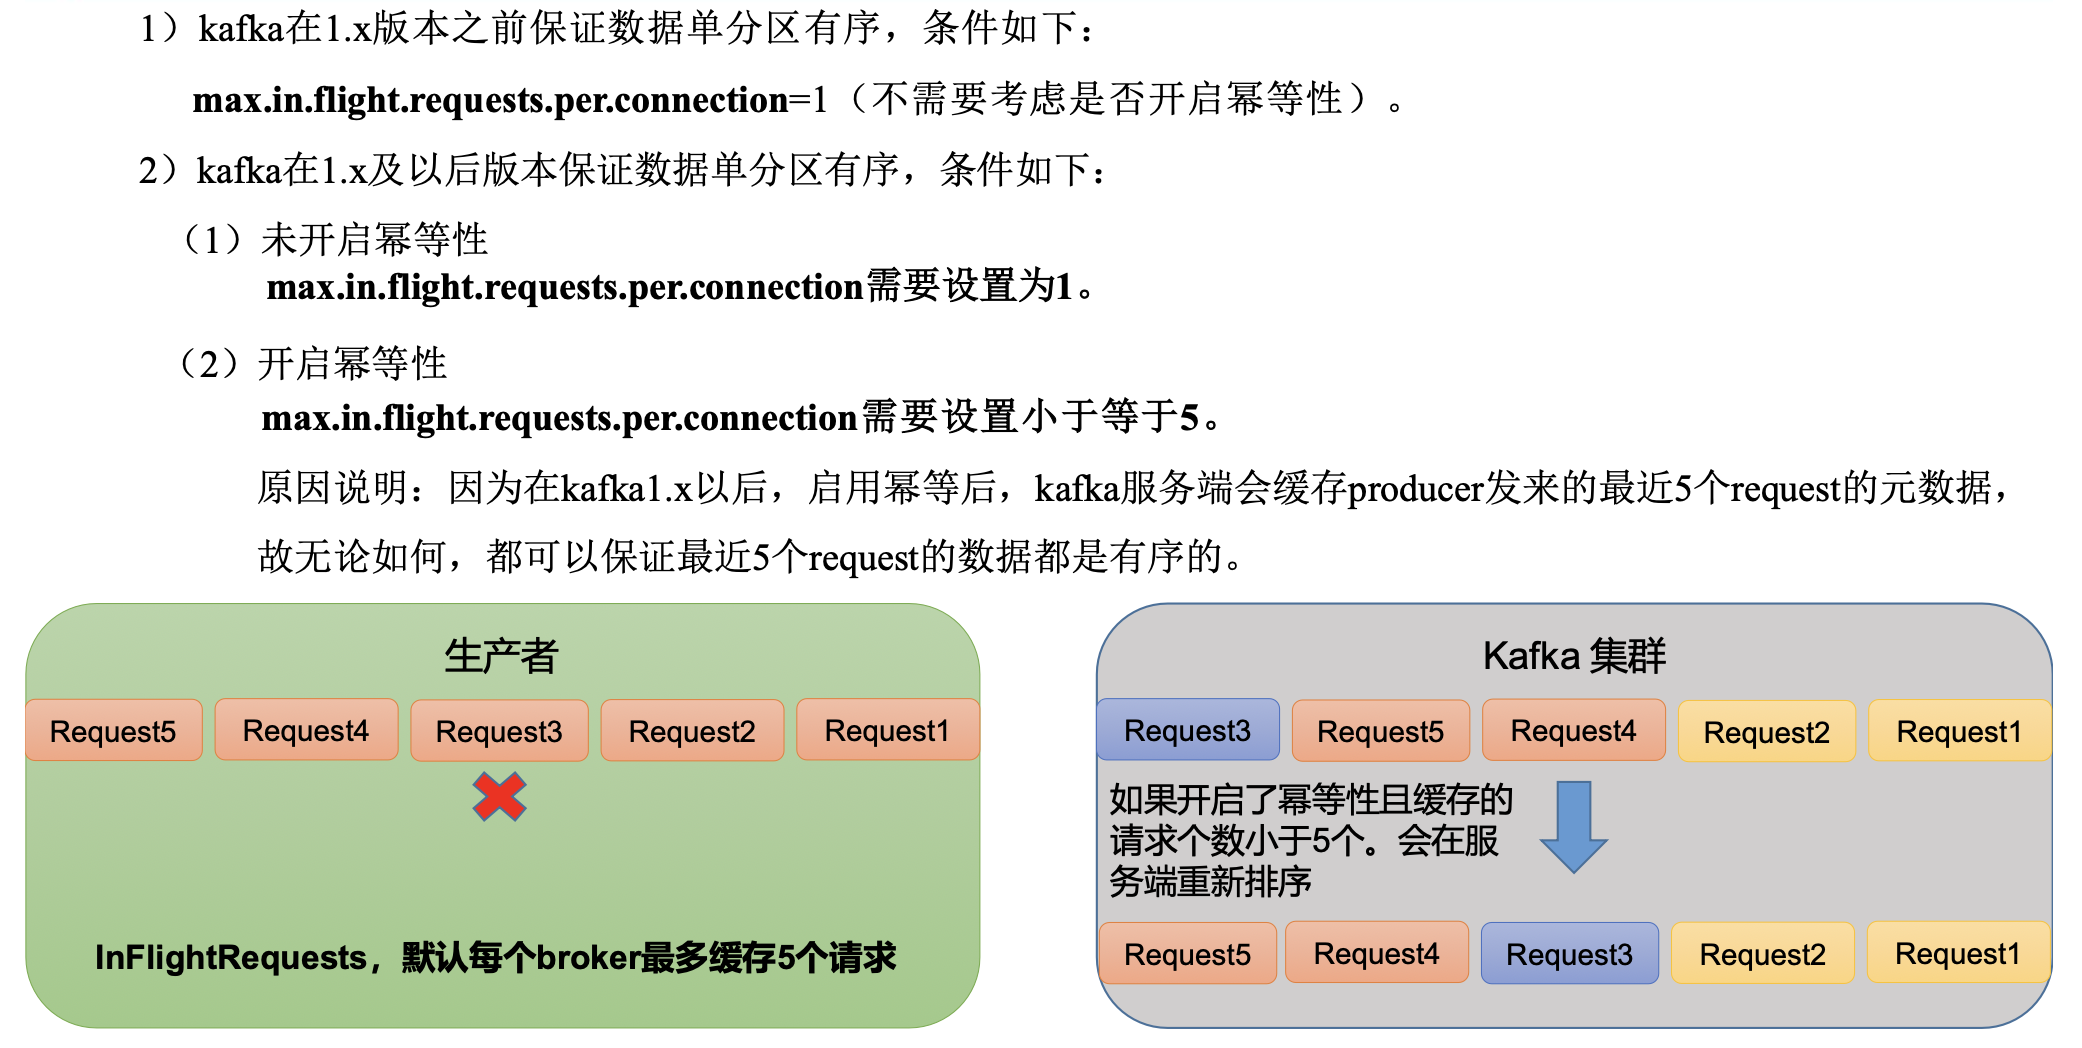 1）kafka在1.x版本之前保证数据单分区有序，条件如下：
max.in.flight.requests.per.connection=1（不需要考虑是否开启幂等性）。
2）kafka在1.x及以后版本保证数据单分区有序，条件如下：
（1）未开启幂等性
max.in.flight.requests.per.connection需要设置为1。
（2）开启幂等性
max.in.flight.requests.per.connection需要设置小于等于5。
原因说明：因为在kafka1.x以后，启用幂等后，kafka服务端会缓存producer发来的最近5个request的元数据，
故无论如何，都可以保证最近5个request的数据都是有序的。
生产者
Request5 Request4 Request3 Request2 Request1
InFlightRequests，默认每个broker最多缓存5个请求
Kafka 集群
Request3 Request5 Request4 Request2 Request1
如果开启了幂等性且缓存的
请求个数小于5个。会在服
务端重新排序
Request5 Request4 Request3 Request2 Request1